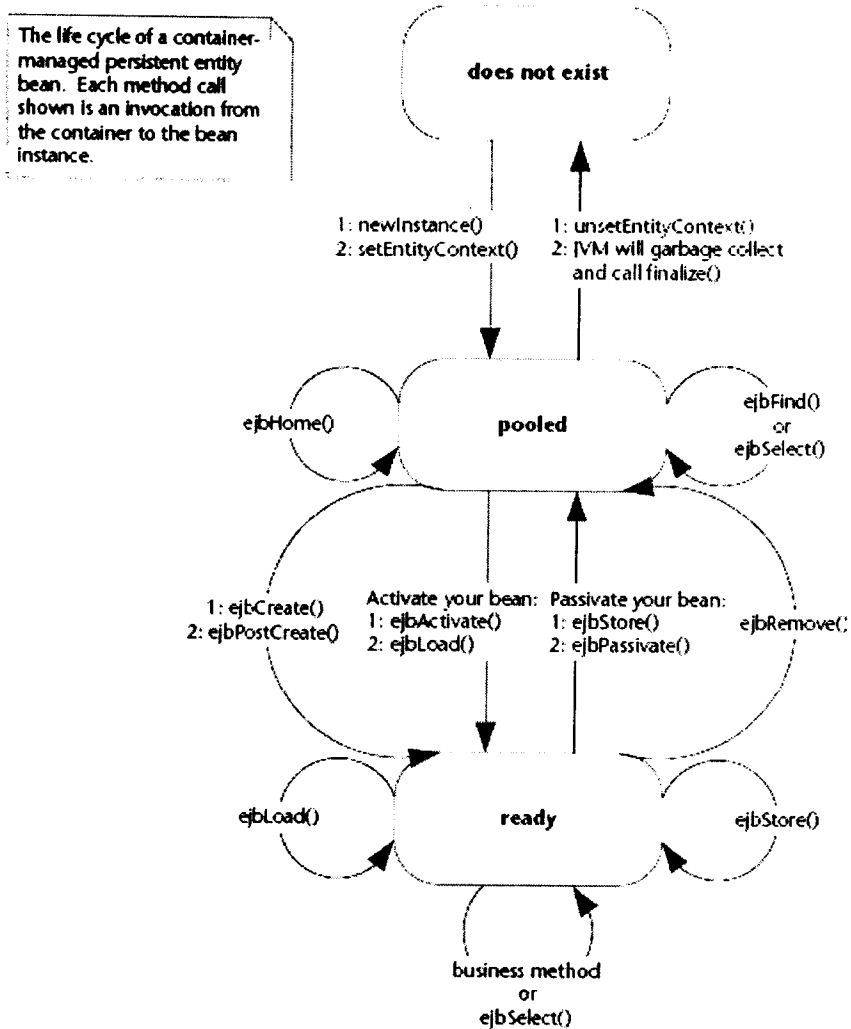 The life cycle of a container-
managed persistent entity
bean. Each method call
shown is an invocation from
the container to the bean
instance.
does not exist
1: newInstance()
2: setEntityContext()
1: unsetEntityContext()
2: JVM will garbage collect
and call finalize()
ejbHome()
pooled
ejbFind()
or
ejbSelect()
1: ejbCreate()
2: ejbPostCreate()
Activate your bean:
1: ejbActivate()
2: ejbLoad()
Passivate your bean:
1: ejbStore()
2: ejbPassivate()
ejbRemove()
ejbLoad()
ready
ejbStore()
business method
or
ejbSelect()